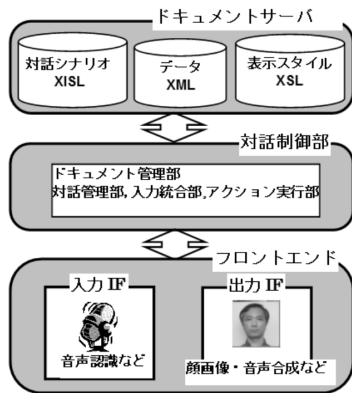 ドキュメントサーバ
対話シナリオ
XISL
データ
XML
表示スタイル
XSL
対話制御部
ドキュメント管理部
対話管理部,入力統合部,アクション実行部
フロントエンド
入力 IF
音声認識など
出力 IF
顔画像・音声合成など